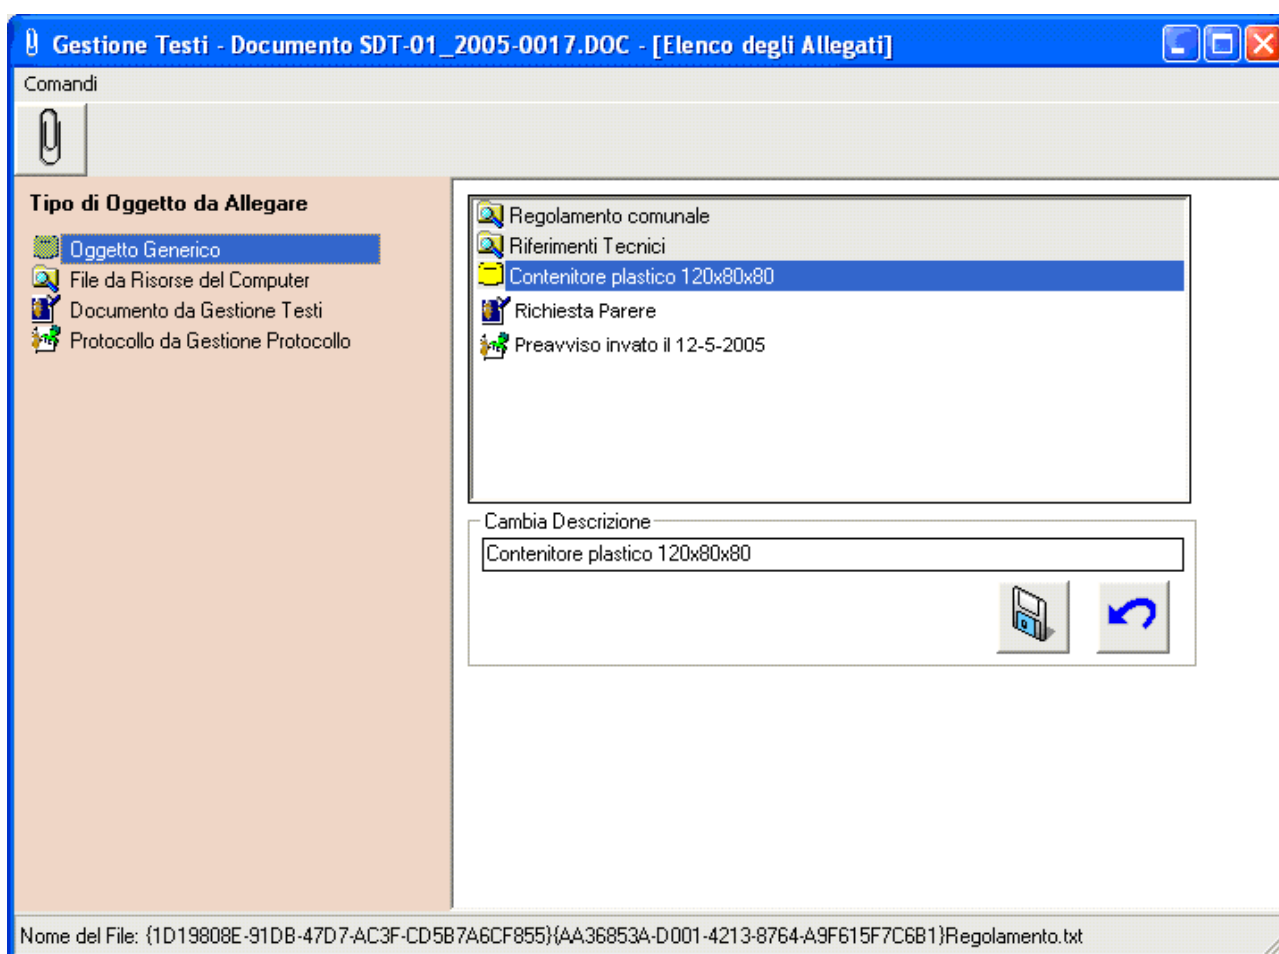 Gestione Testi - Documento SDT-01_2005-0017.DOC - [Elenco degli Allegati]
Comandi
Tipo di Oggetto da Allegare
Oggetto Generico
File da Risorse del Computer
Documento da Gestione Testi
Protocollo da Gestione Protocollo
Regolamento comunale
Riferimenti Tecnici
Contenitore plastico 120x80x80
Richiesta Parere
Preavviso invato il 12-5-2005
Cambia Descrizione
Contenitore plastico 120x80x80
Nome del File: {1D19808E-91DB-47D7-AC3F-CD5B7A6CF855}{AA36853A-D001-4213-8764-A9F615F7C6B1}Regolamento.txt